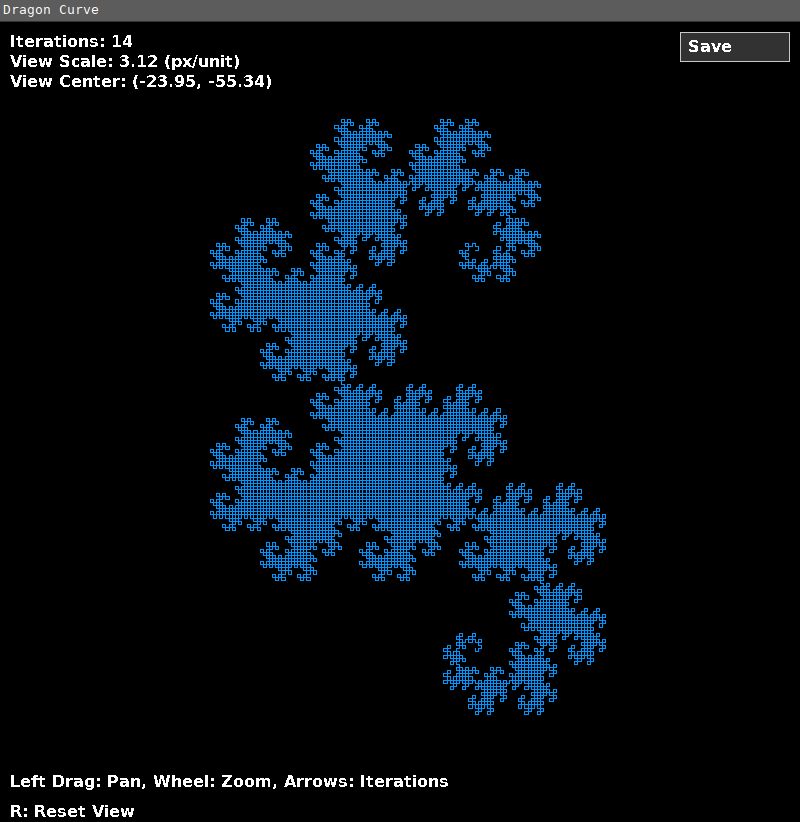 Dragon Curve
Iterations: 14
Save
View Scale: 3.12 (px/unit)
View Center: (-23.95, -55.34)
Left Drag: Pan, Wheel: Zoom, Arrows: Iterations
R: Reset View